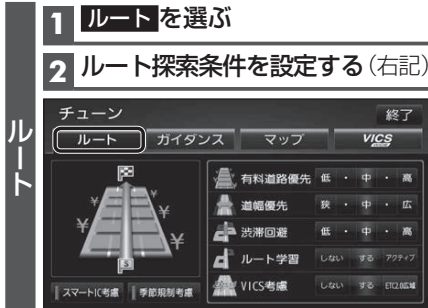 ルート
1 ルート を選ぶ
2 ルート探索条件を設定する(右記)
チューン 終了
ルート ガイダンス マップ VICS
有料道路優先 低 ・ 中 ・ 高
道幅優先 狭 ・ 中 ・ 広
渋滞回避 低 ・ 中 ・ 高
ルート学習 しない する アクティブ
VICS考慮 しない する ETC2.0広域
スマートIC考慮 季節規制考慮